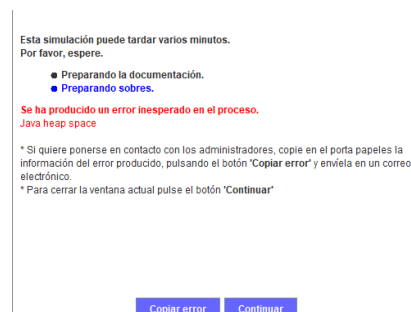 Esta simulación puede tardar varios minutos.
Por favor, espere.
Preparando la documentación.
Preparando sobres.
Se ha producido un error inesperado en el proceso.
Java heap space
* Si quiere ponerse en contacto con los administradores, copie en el porta papeles la
información del error producido, pulsando el botón 'Copiar error' y envíela en un correo
electrónico.
* Para cerrar la ventana actual pulse el botón 'Continuar'
Copiar error Continuar